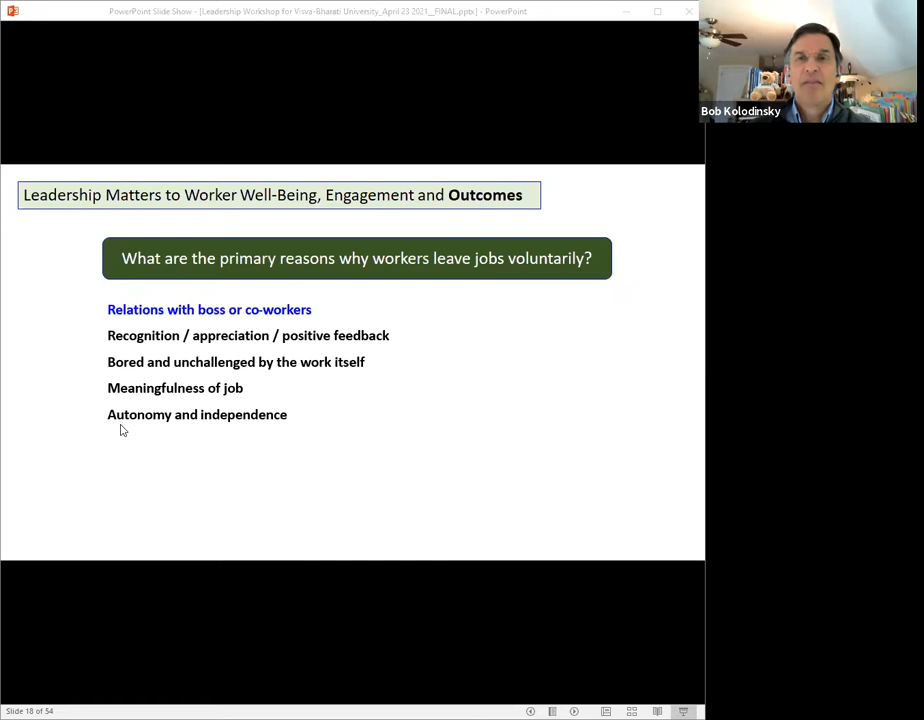 PowerPoint Slide Show - [Leadership Workshop for Visva-Bharati University_April 23 2021__FINAL.pptx] - PowerPoint
Bob Kolodinsky
Leadership Matters to Worker Well-Being, Engagement and Outcomes
What are the primary reasons why workers leave jobs voluntarily?
Relations with boss or co-workers
Recognition / appreciation / positive feedback
Bored and unchallenged by the work itself
Meaningfulness of job
Autonomy and independence
Slide 18 of 54